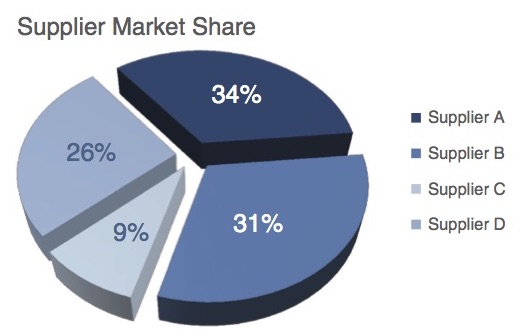 Supplier Market Share
34%
26%
31%
9%
Supplier A
Supplier B
Supplier C
Supplier D